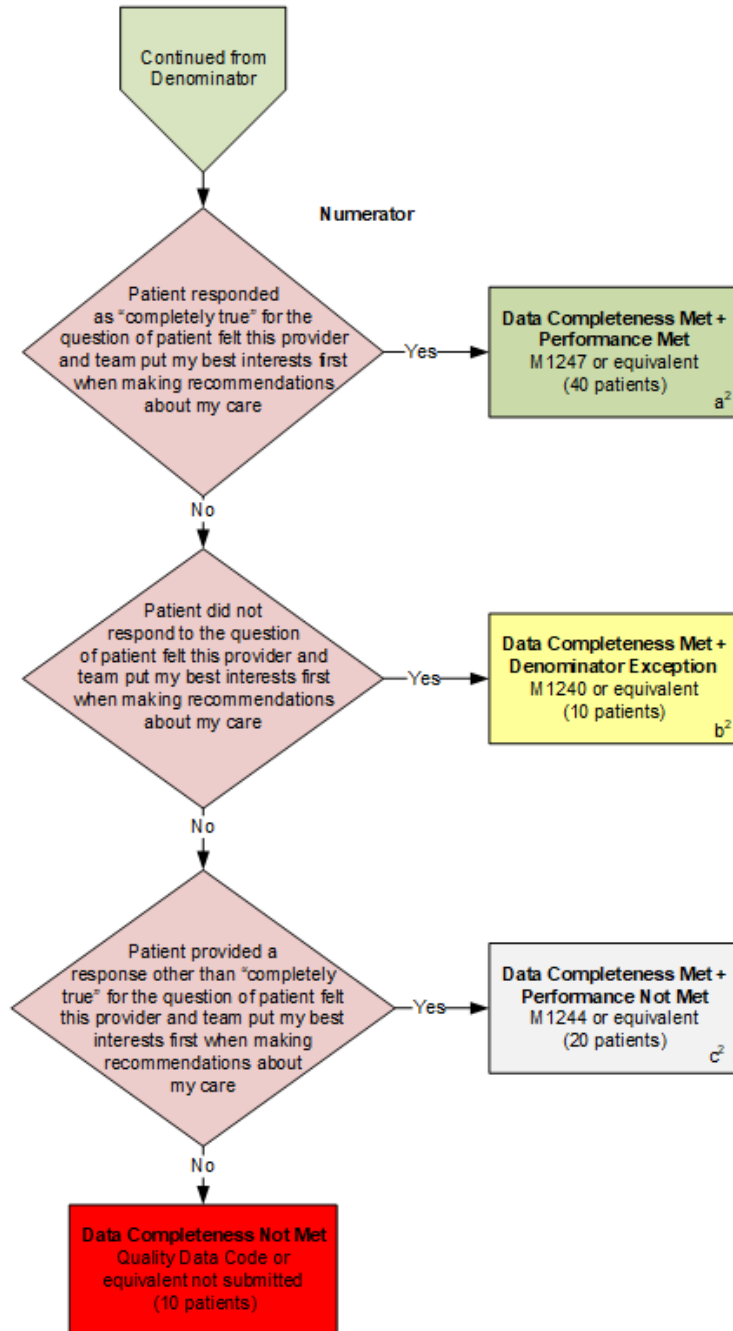 Continued from
Denominator
Numerator
Patient responded
as “completely true” for the
question of patient felt this provider
and team put my best interests first
when making recommendations
about my care
Yes
Data Completeness Met +
Performance Met
M1247 or equivalent
(40 patients)
a²
No
Patient did not
respond to the question
of patient felt this provider and
team put my best interests first
when making recommendations
about my care
Yes
Data Completeness Met +
Denominator Exception
M1240 or equivalent
(10 patients)
b²
No
Patient provided a
response other than “completely
true” for the question of patient felt
this provider and team put my best
interests first when making
recommendations about
my care
Yes
Data Completeness Met +
Performance Not Met
M1244 or equivalent
(20 patients)
c²
No
Data Completeness Not Met
Quality Data Code or
equivalent not submitted
(10 patients)